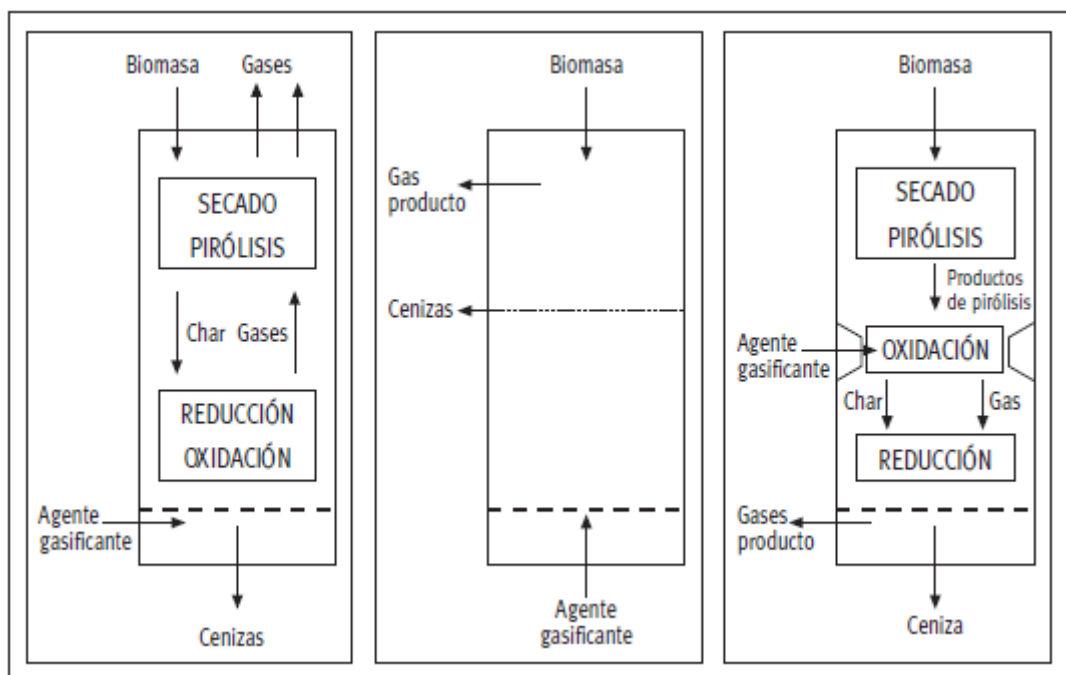 Biomasa Gases
SECADO
PIRÓLISIS
Char Gases
REDUCCIÓN
OXIDACIÓN
Agente
gasificante
Cenizas
Biomasa
Gas
producto
Cenizas
Agente
gasificante
Biomasa
SECADO
PIRÓLISIS
Productos
de pirólisis
Agente
gasificante
OXIDACIÓN
Char Gas
REDUCCIÓN
Gases
producto
Ceniza